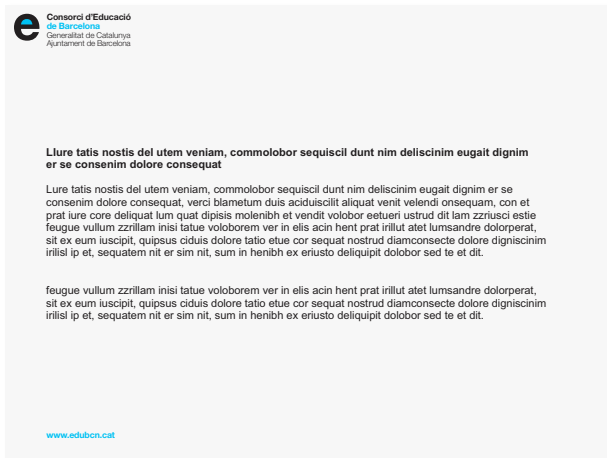 Consorci d'Educació
de Barcelona
Generalitat de Catalunya
Ajuntament de Barcelona
Llure tatis nostis del utem veniam, commolobor sequiscil dunt nim deliscinim eugait dignim
er se consenim dolore consequat
Lure tatis nostis del utem veniam, commolobor sequiscil dunt nim deliscinim eugait dignim er se
consenim dolore consequat, verci blametum duis aciduiscilit aliquat venit velendi onsequam, con et
prat iure core deliquat lum quat dipisis molenibh et vendit volobor eetueri ustrud dit lam zzriusci estie
feugue vullum zzrillam inisi tatue voloborem ver in elis acin hent prat irillut atet lumsandre dolorperat,
sit ex eum iuscipit, quipsus ciduis dolore tatio etue cor sequat nostrud diamconsecte dolore digniscinim
irilisl ip et, sequatem nit er sim nit, sum in henibh ex eriusto deliquipit dolobor sed te et dit.
feugue vullum zzrillam inisi tatue voloborem ver in elis acin hent prat irillut atet lumsandre dolorperat,
sit ex eum iuscipit, quipsus ciduis dolore tatio etue cor sequat nostrud diamconsecte dolore digniscinim
irilisl ip et, sequatem nit er sim nit, sum in henibh ex eriusto deliquipit dolobor sed te et dit.
www.edubcn.cat